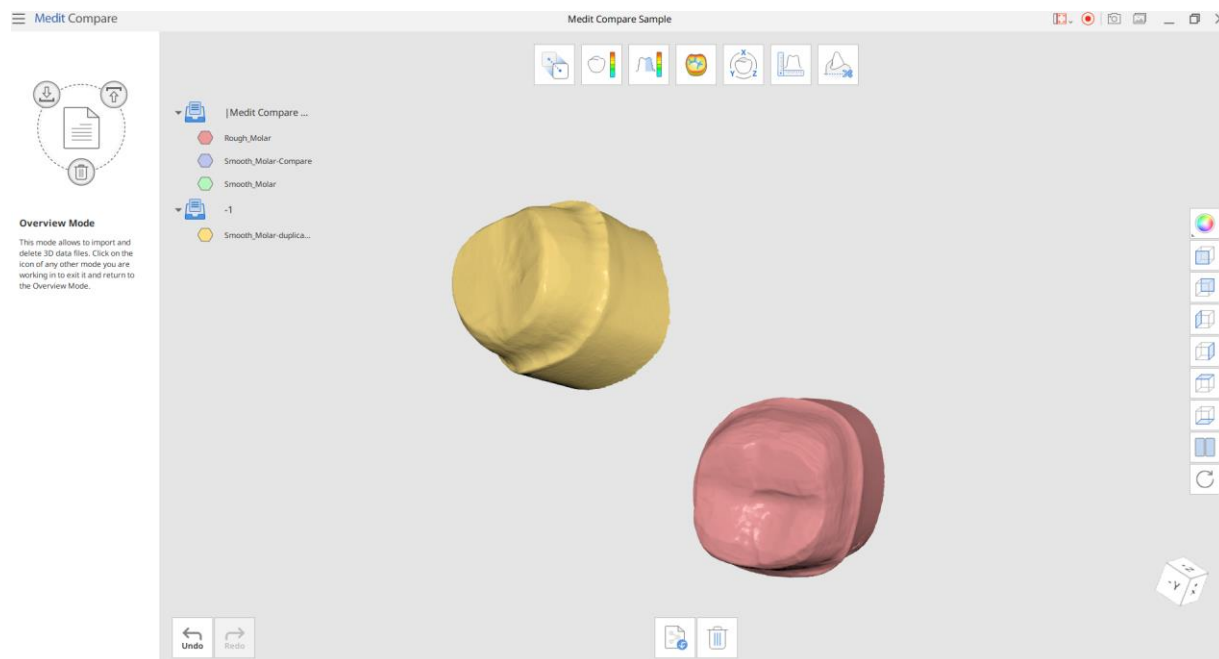 Medit Compare
Medit Compare Sample
X
Y
Z
|Medit Compare ...
Rough_Molar
Smooth_Molar-Compare
Smooth_Molar
-1
Smooth_Molar-duplica...
Overview Mode
This mode allows to import and
delete 3D data files. Click on the
icon of any other mode you are
working in to exit it and return to
the Overview Mode.
-Z
-Y
Undo
Redo